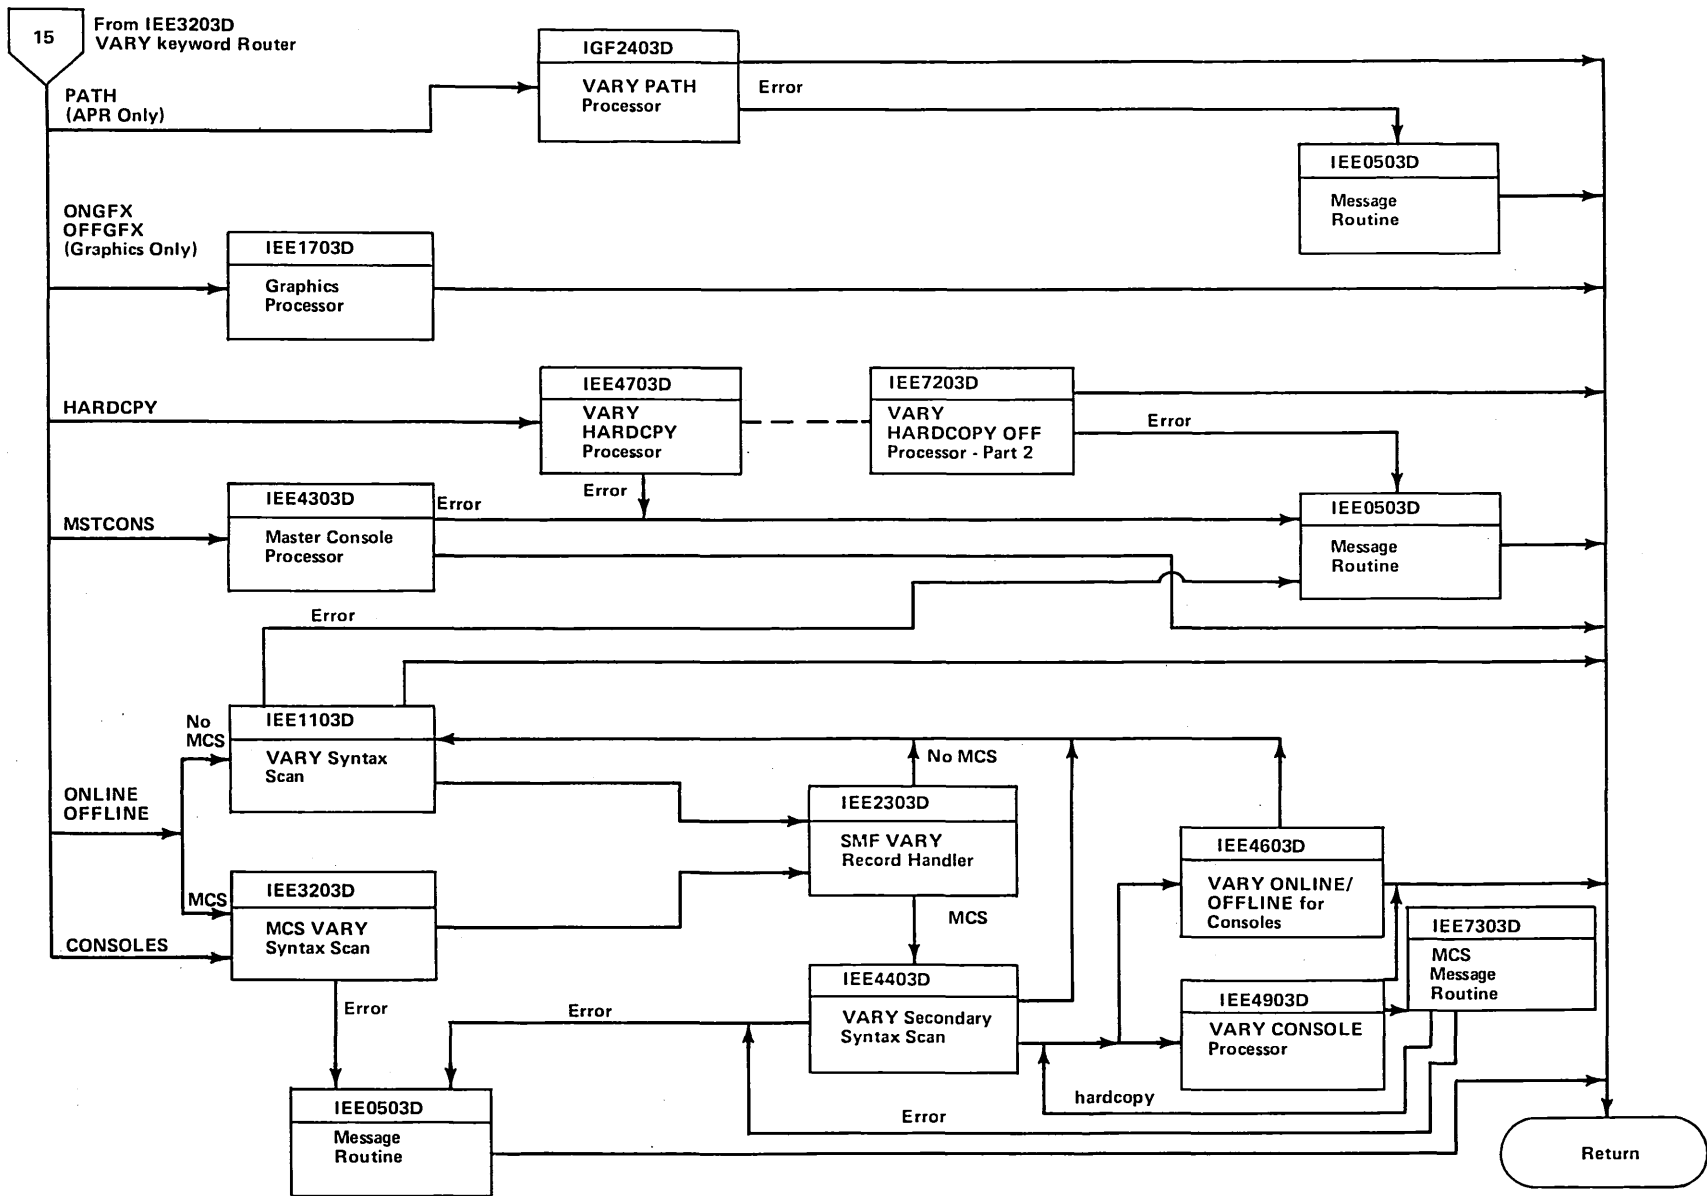 15
From IEE3203D
VARY keyword Router
PATH
(APR Only)
IGF2403D
VARY PATH
Processor
Error
IEE0503D
Message
Routine
ONGFX
OFFGFX
(Graphics Only)
IEE1703D
Graphics
Processor
HARDCPY
IEE4703D
VARY
HARDCPY
Processor
Error
IEE7203D
VARY
HARDCOPY OFF
Processor - Part 2
Error
MSTCONS
IEE4303D
Master Console
Processor
Error
IEE0503D
Message
Routine
Error
ONLINE
OFFLINE
No
MCS
IEE1103D
VARY Syntax
Scan
MCS
IEE3203D
MCS VARY
Syntax Scan
CONSOLES
Error
No MCS
IEE2303D
SMF VARY
Record Handler
MCS
IEE4603D
VARY ONLINE/
OFFLINE for
Consoles
IEE7303D
MCS
Message
Routine
IEE4403D
VARY Secondary
Syntax Scan
Error
IEE4903D
VARY CONSOLE
Processor
hardcopy
Error
IEE0503D
Message
Routine
Return